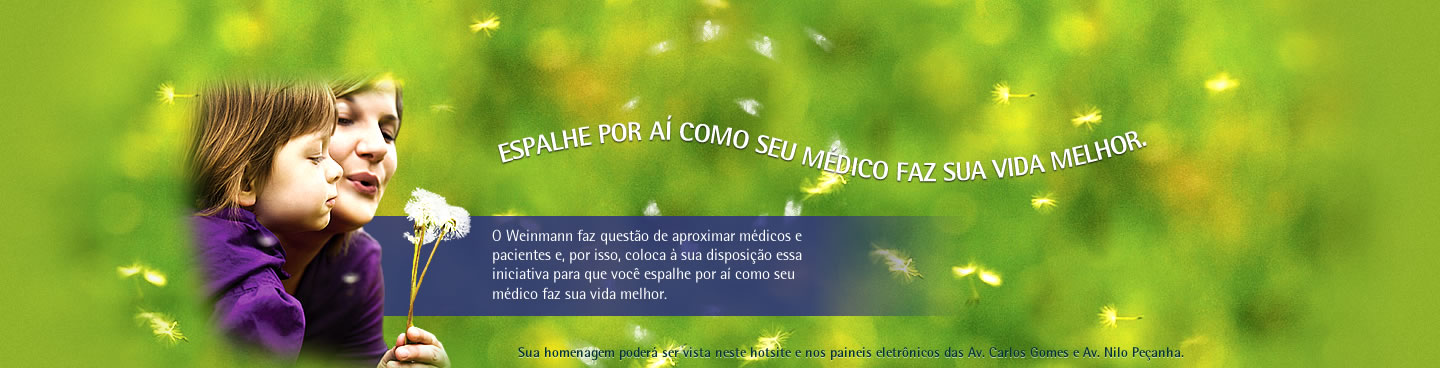 ESPALHE POR AÍ COMO SEU MÉDICO FAZ SUA VIDA MELHOR.
O Weinmann faz questão de aproximar médicos e
pacientes e, por isso, coloca à sua disposição essa
iniciativa para que você espalhe por aí como seu
médico faz sua vida melhor.
Sua homenagem poderá ser vista neste hotsite e nos paineis eletrônicos das Av. Carlos Gomes e Av. Nilo Peçanha.